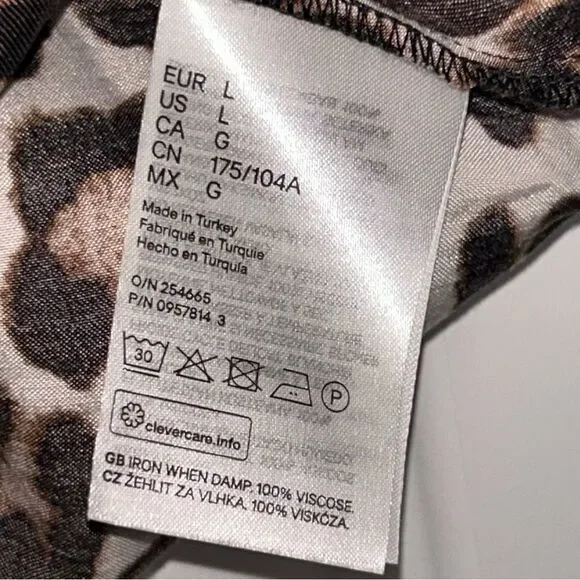 EUR L
US L
CA G
CN 175/104A
MX G
Made in Turkey
Fabriqué en Turquie
Hecho en Turquía
O/N 254665
P/N 0957814 3
30 P
clevercare.info
GB IRON WHEN DAMP. 100% VISCOSE.
CZ ŽEHLIT ZA VLHKA. 100% VISKÓZA.